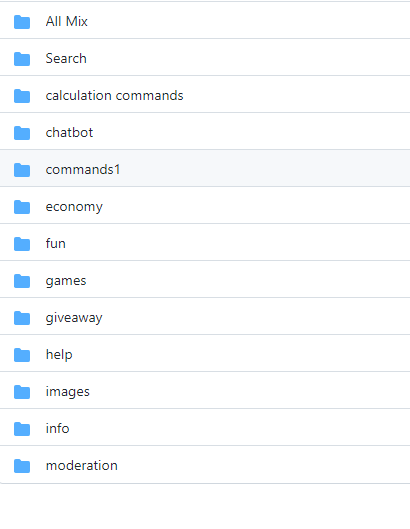 All Mix
Search
calculation commands
chatbot
commands1
economy
fun
games
giveaway
help
images
info
moderation